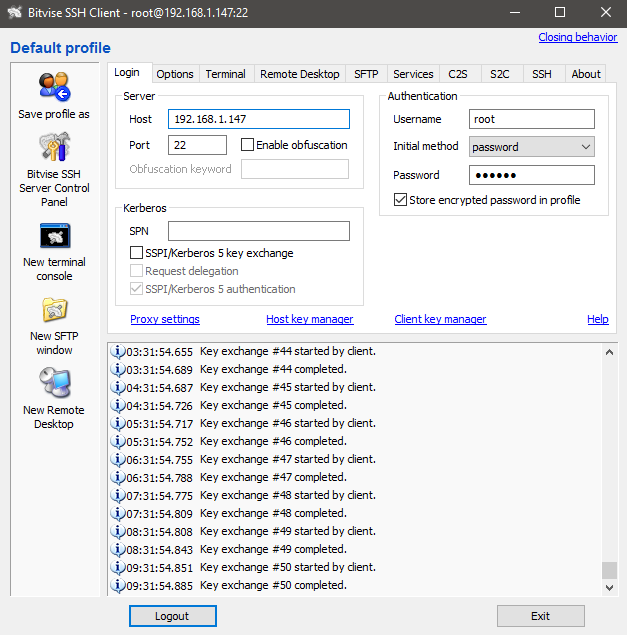 Bitvise SSH Client - root@192.168.1.147:22
Default profile
Closing behavior
Save profile as
Bitvise SSH
Server Control
Panel
New terminal
console
New SFTP
window
New Remote
Desktop
Login Options Terminal Remote Desktop SFTP Services C2S S2C SSH About
Server
Host 192.168.1.147
Port 22 Enable obfuscation
Obfuscation keyword
Kerberos
SPN
SSPI/Kerberos 5 key exchange
Request delegation
SSPI/Kerberos 5 authentication
Authentication
Username root
Initial method password
Password ●●●●●●
Store encrypted password in profile
Proxy settings Host key manager Client key manager Help
03:31:54.655 Key exchange #44 started by client.
03:31:54.689 Key exchange #44 completed.
04:31:54.687 Key exchange #45 started by client.
04:31:54.726 Key exchange #45 completed.
05:31:54.717 Key exchange #46 started by client.
05:31:54.752 Key exchange #46 completed.
06:31:54.755 Key exchange #47 started by client.
06:31:54.788 Key exchange #47 completed.
07:31:54.775 Key exchange #48 started by client.
07:31:54.809 Key exchange #48 completed.
08:31:54.808 Key exchange #49 started by client.
08:31:54.843 Key exchange #49 completed.
09:31:54.851 Key exchange #50 started by client.
09:31:54.885 Key exchange #50 completed.
Logout Exit